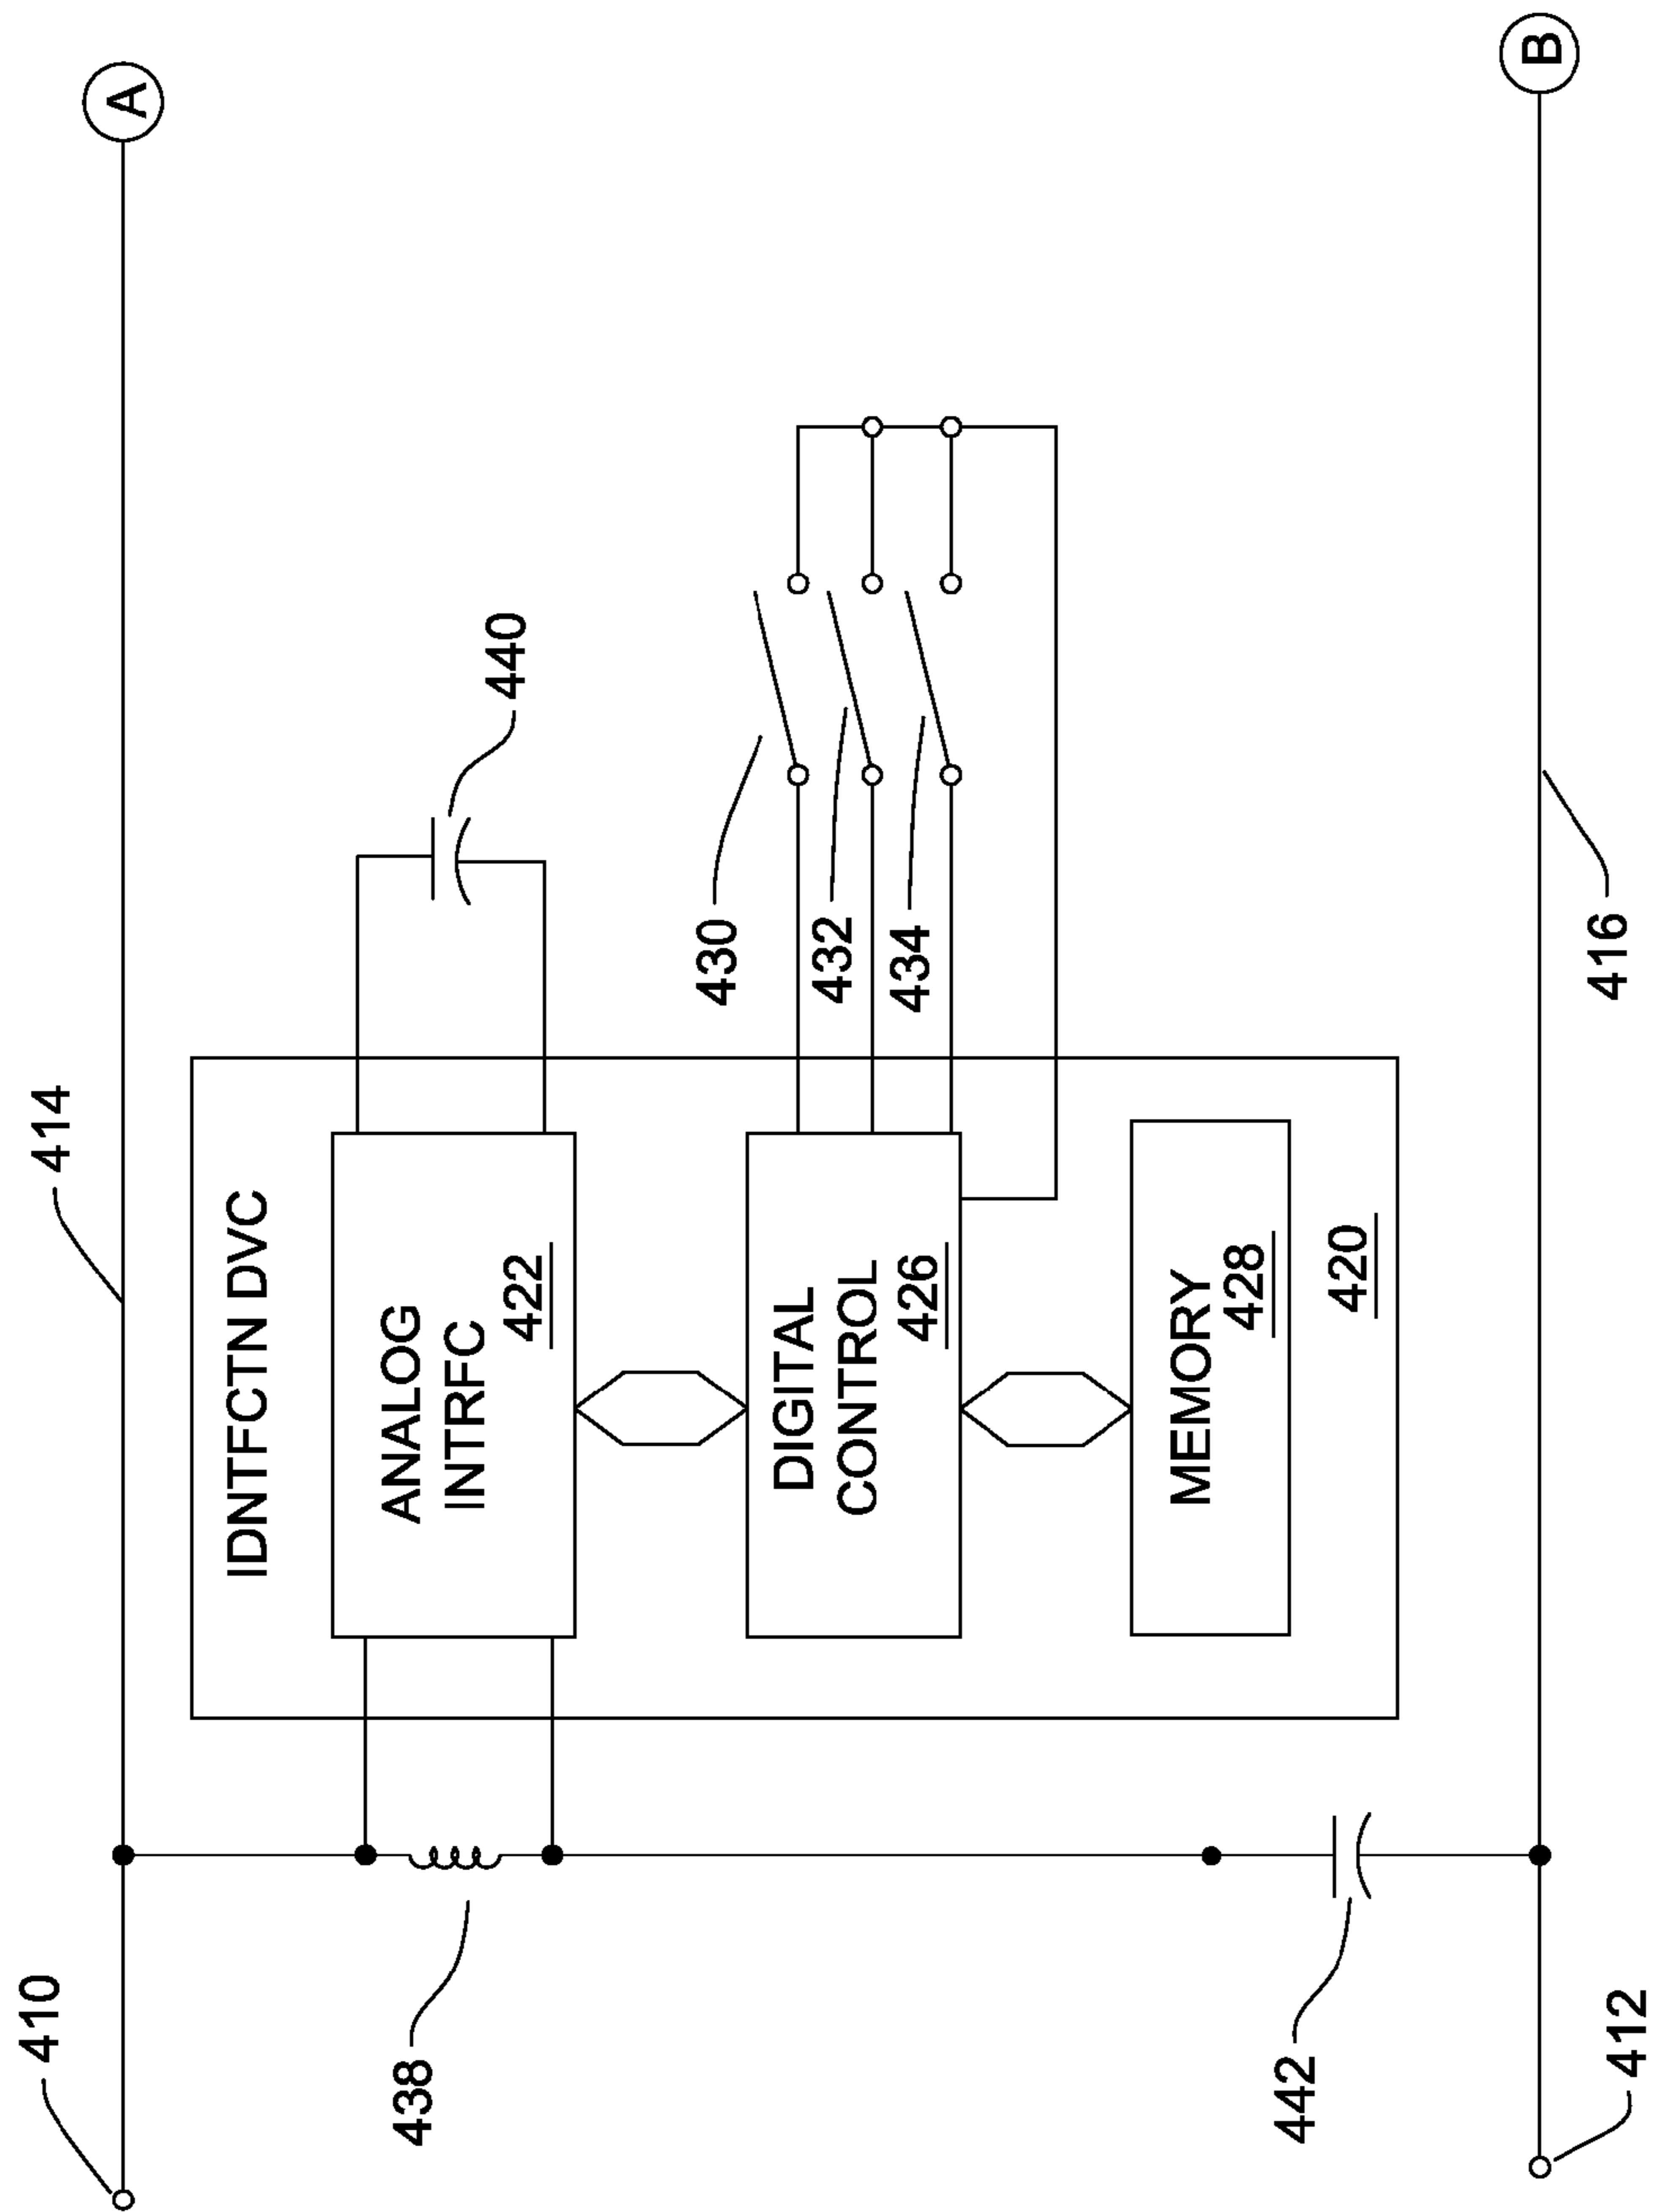 410
414
A
IDNTFCTN DVC
ANALOG
INTRFC
422
438
440
430
432
434
DIGITAL
CONTROL
426
MEMORY
428
420
442
416
412
B